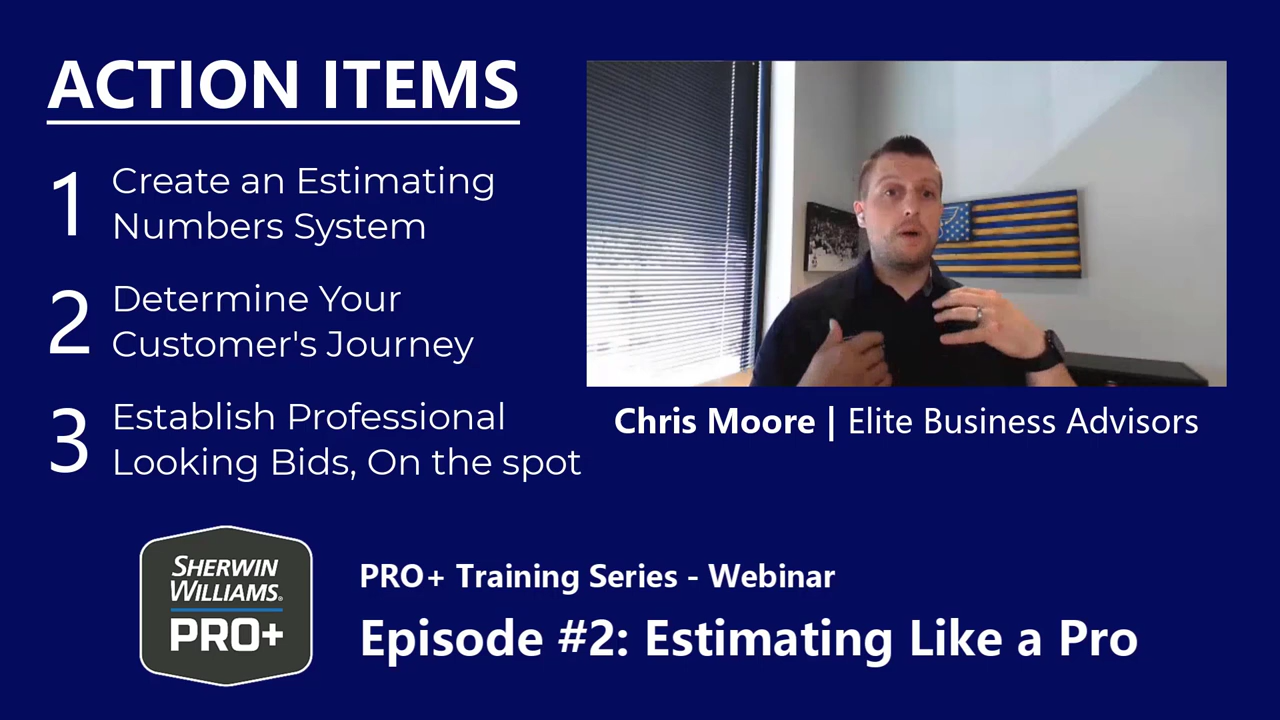 ACTION ITEMS
1
Create an Estimating
Numbers System
2
Determine Your
Customer's Journey
3
Establish Professional
Looking Bids, On the spot
Chris Moore | Elite Business Advisors
SHERWIN
WILLIAMS®
PRO+
PRO+ Training Series - Webinar
Episode #2: Estimating Like a Pro